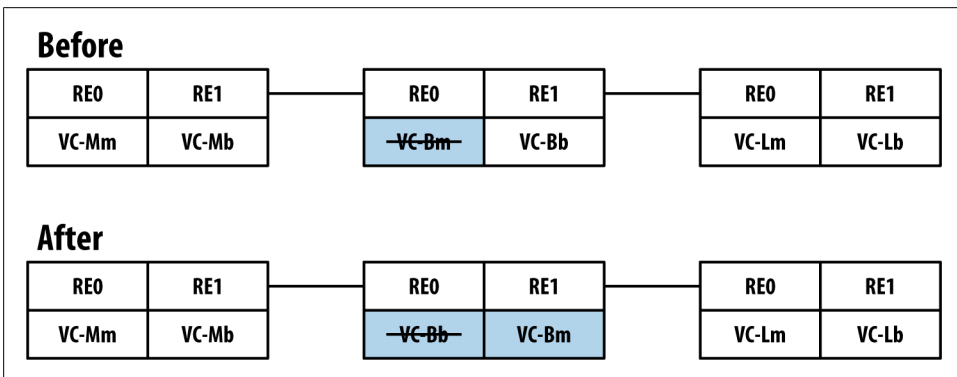 Before
RE0 RE1 RE0 RE1 RE0 RE1
VC-Mm VC-Mb VC-Bm VC-Bb VC-Lm VC-Lb
After
RE0 RE1 RE0 RE1 RE0 RE1
VC-Mm VC-Mb VC-Bb VC-Bm VC-Lm VC-Lb